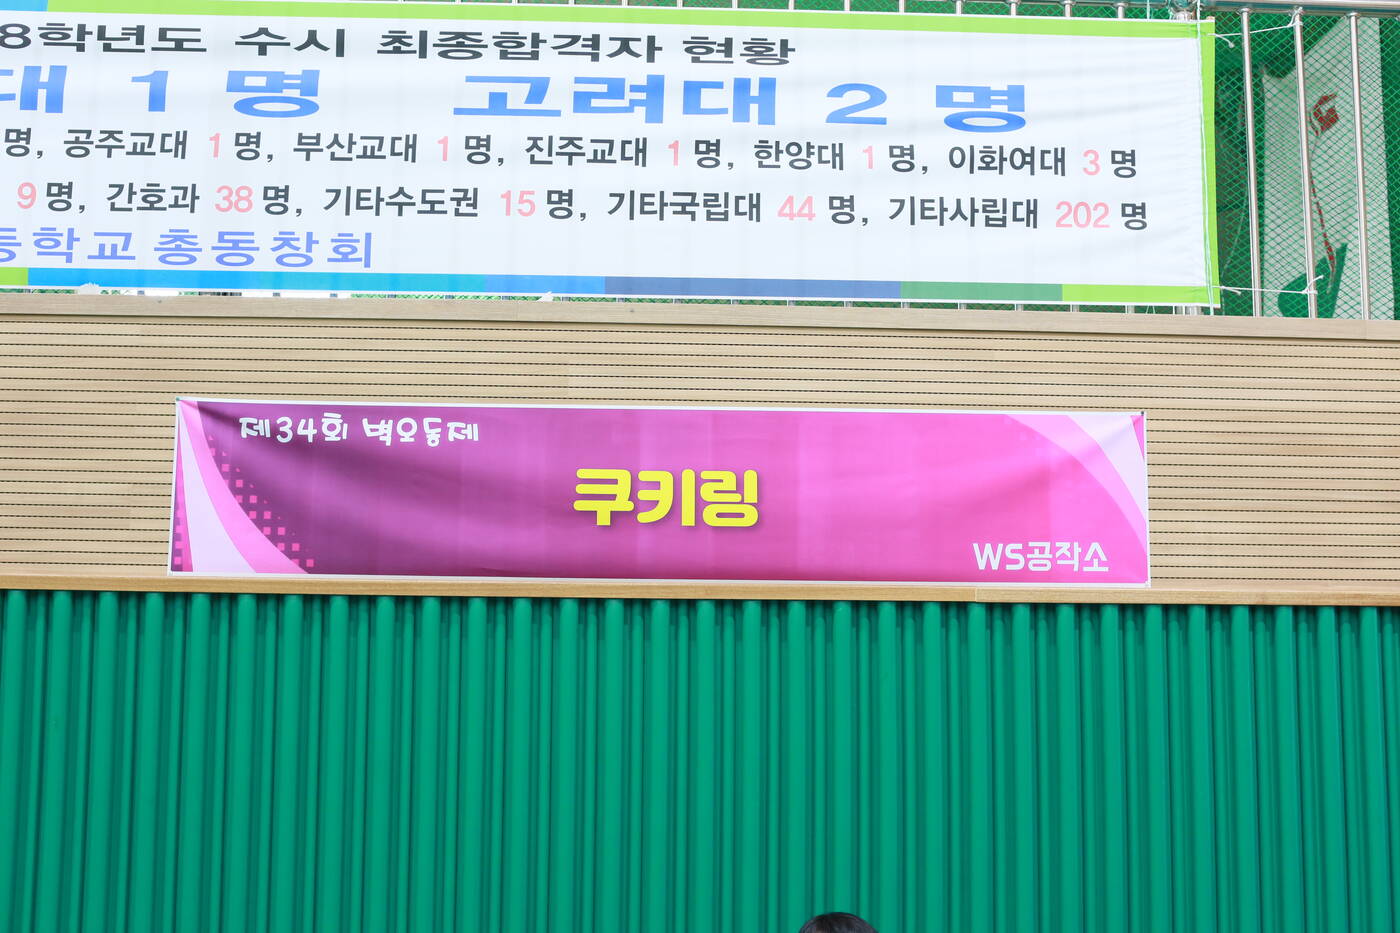 8학년도 수시 최종합격자 현황
대 1 명 고려대 2 명
명, 공주교대 1 명, 부산교대 1 명, 진주교대 1 명, 한양대 1 명, 이화여대 3 명
9 명, 간호과 38 명, 기타수도권 15 명, 기타국립대 44 명, 기타사립대 202 명
등학교 총동창회
제34회 벽오동제
쿠키링
WS공작소